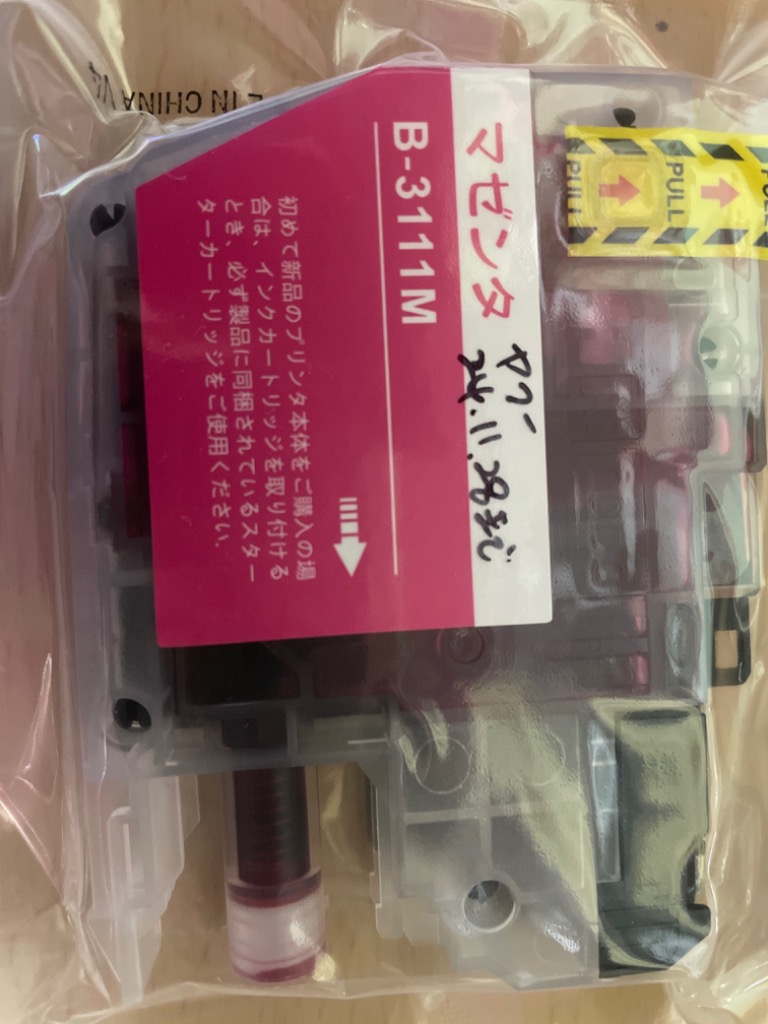 マゼンタ
B-3111M
初めて新品のプリンタ本体をご購入の場
合は、インクカートリッジを取り付ける
とき、必ず製品に同梱されているスター
ターカートリッジをご使用ください.
24.11.28まで
PULL
PULL
PULL
IN CHINA